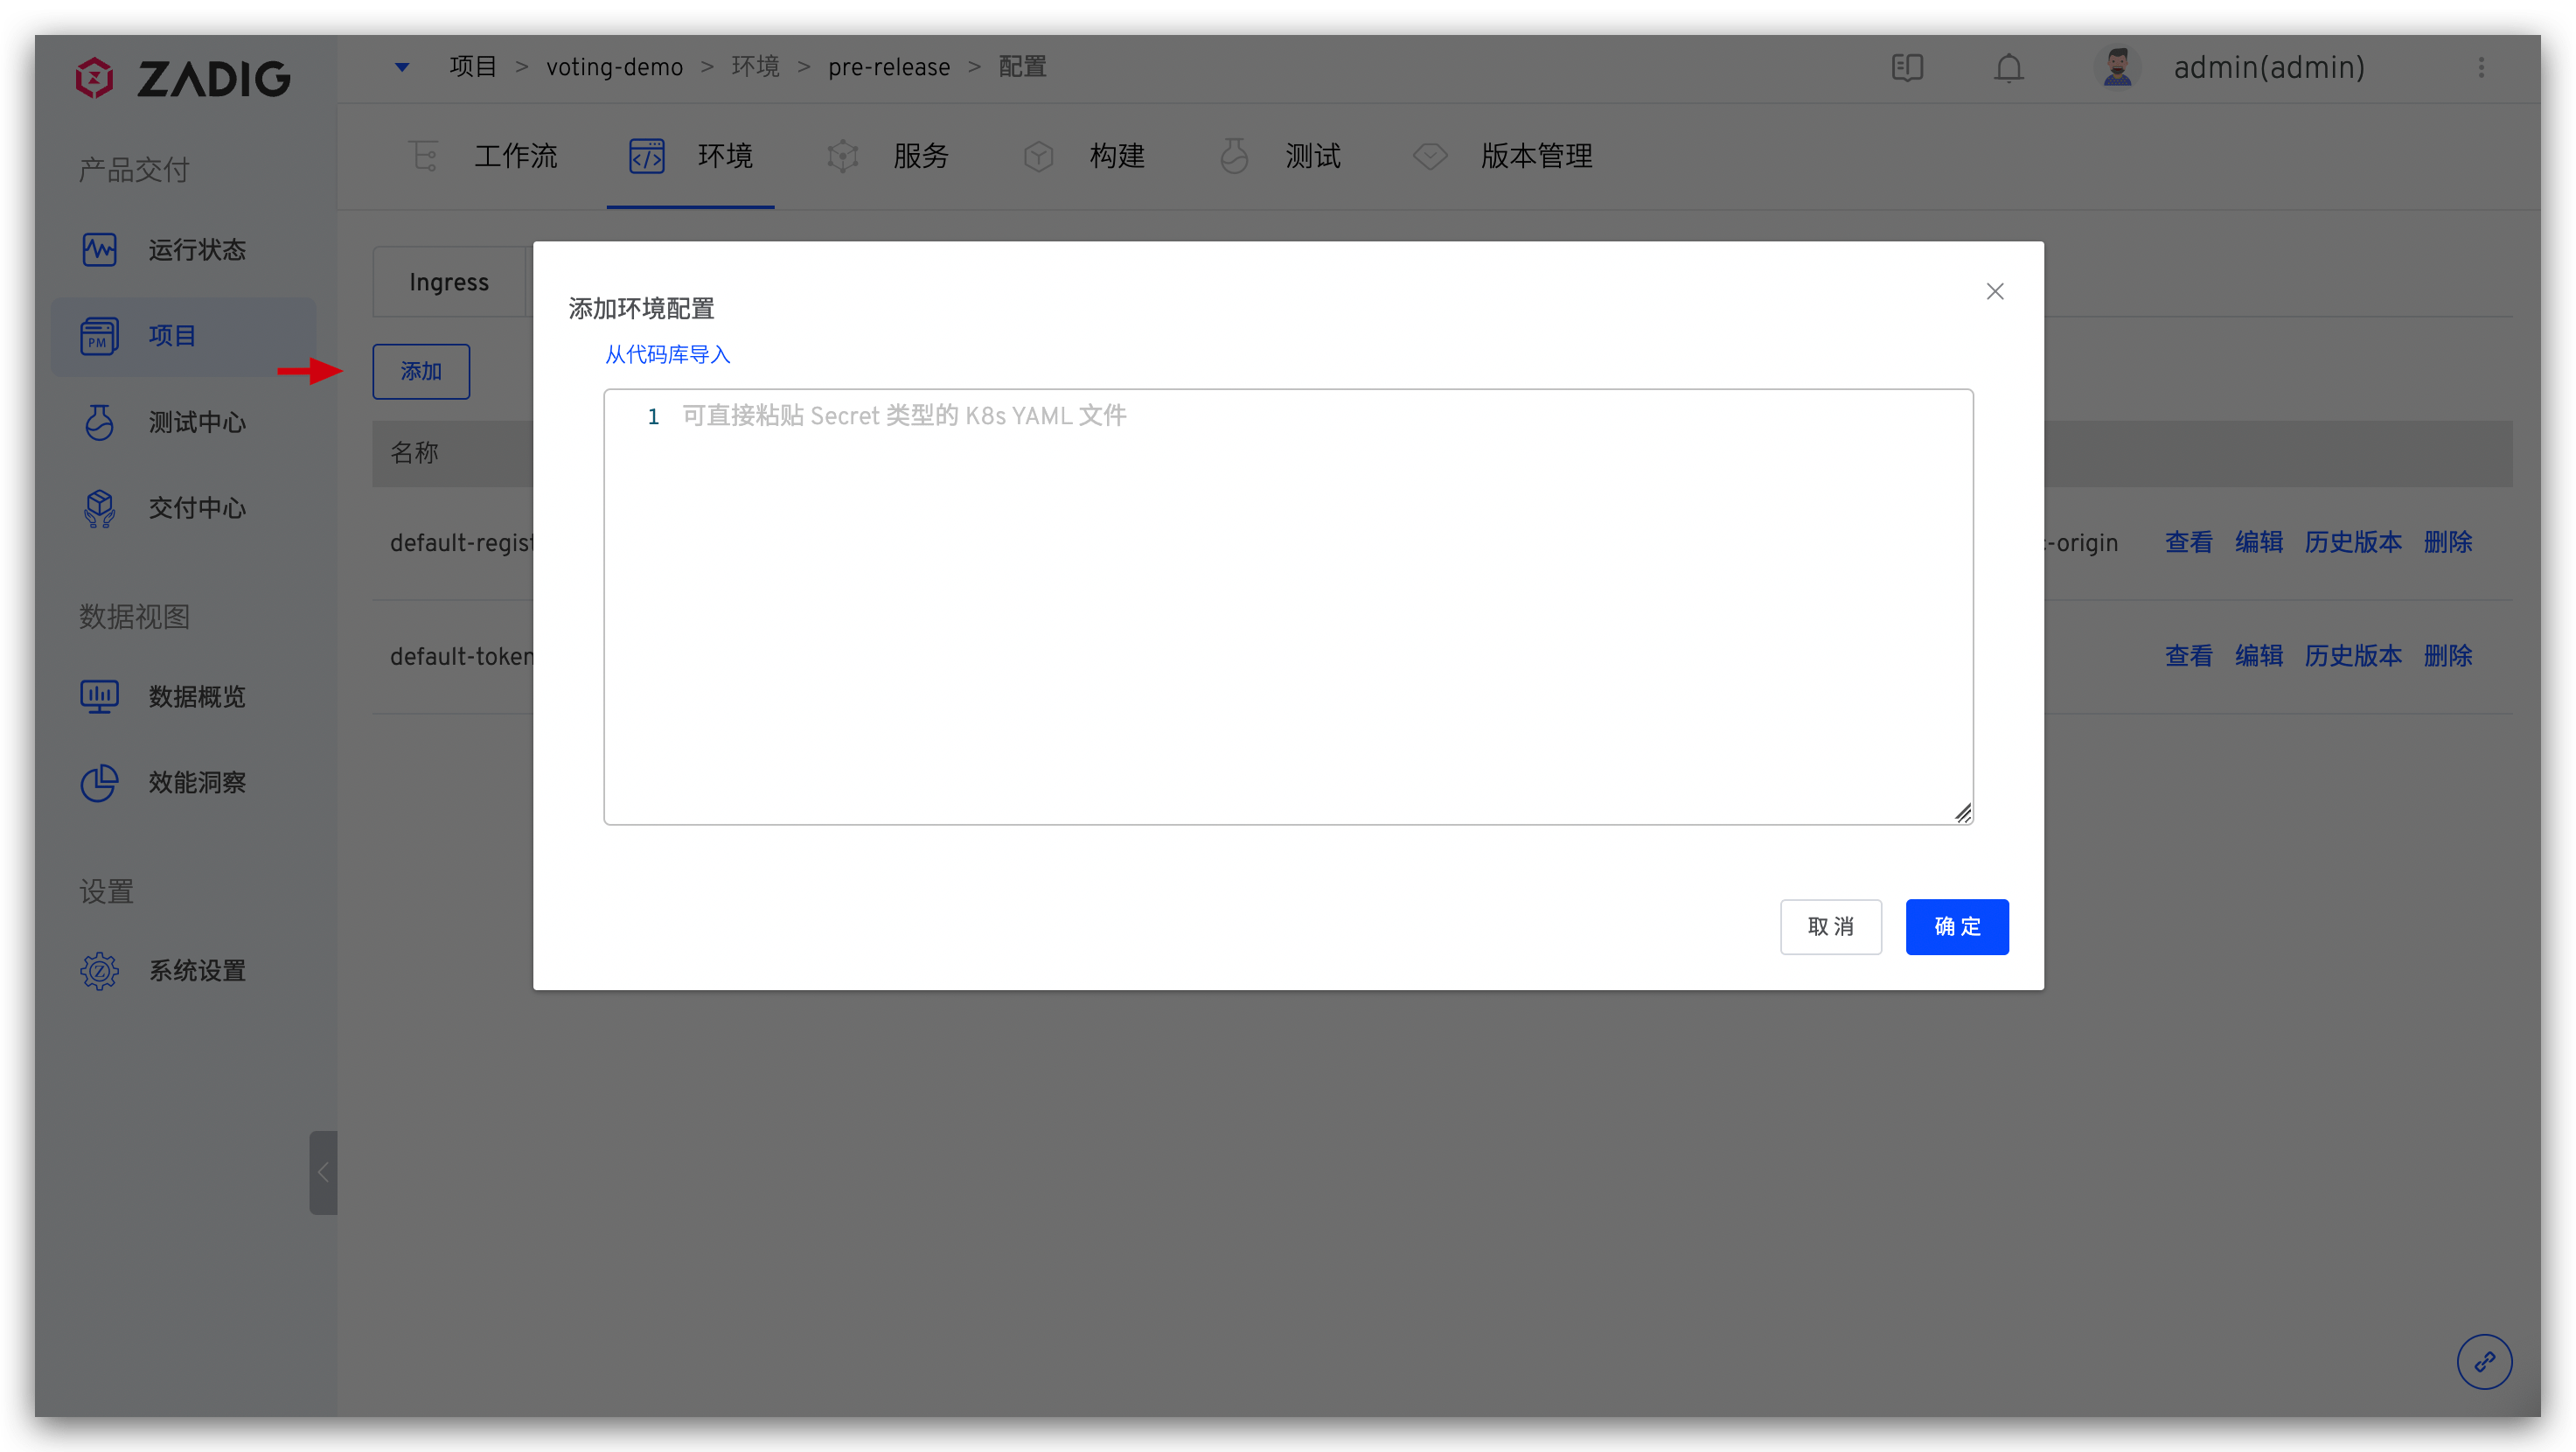 ZADIG
项目 > voting-demo > 环境 > pre-release > 配置
admin(admin)
产品交付
运行状态
项目
PM
测试中心
交付中心
数据视图
数据概览
效能洞察
设置
系统设置
工作流
环境
服务
构建
测试
版本管理
Ingress
添加
名称
default-regist
-origin
查看 编辑 历史版本 删除
default-token
查看 编辑 历史版本 删除
添加环境配置
从代码库导入
1 可直接粘贴 Secret 类型的 K8s YAML 文件
取消
确定